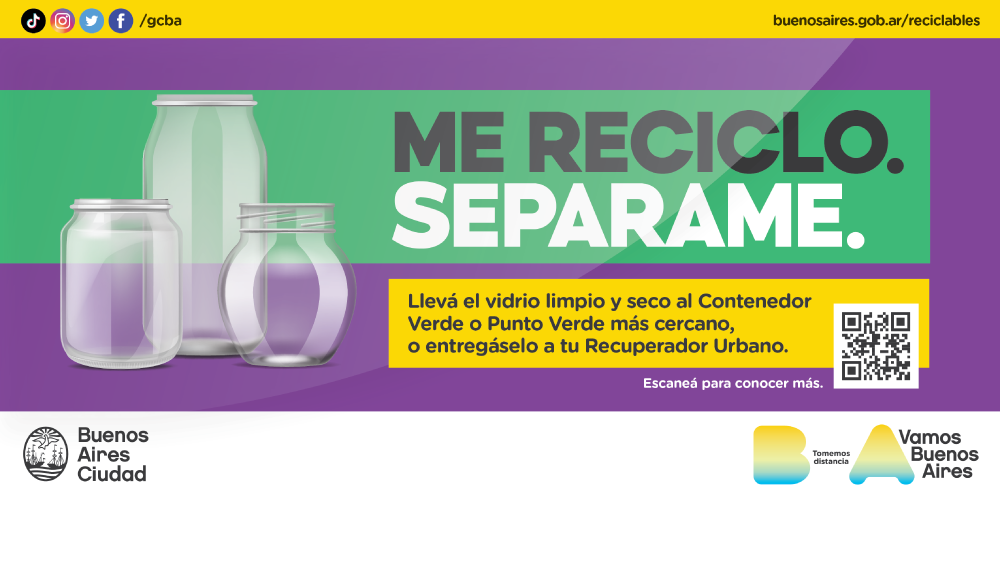 /gcba
buenosaires.gob.ar/reciclables
ME RECICLO.
SEPARAME.
Llevá el vidrio limpio y seco al Contenedor
Verde o Punto Verde más cercano,
o entregáselo a tu Recuperador Urbano.
Escaneá para conocer más.
Buenos
Aires
Ciudad
BA
Tomemos
distancia
Vamos
Buenos
Aires